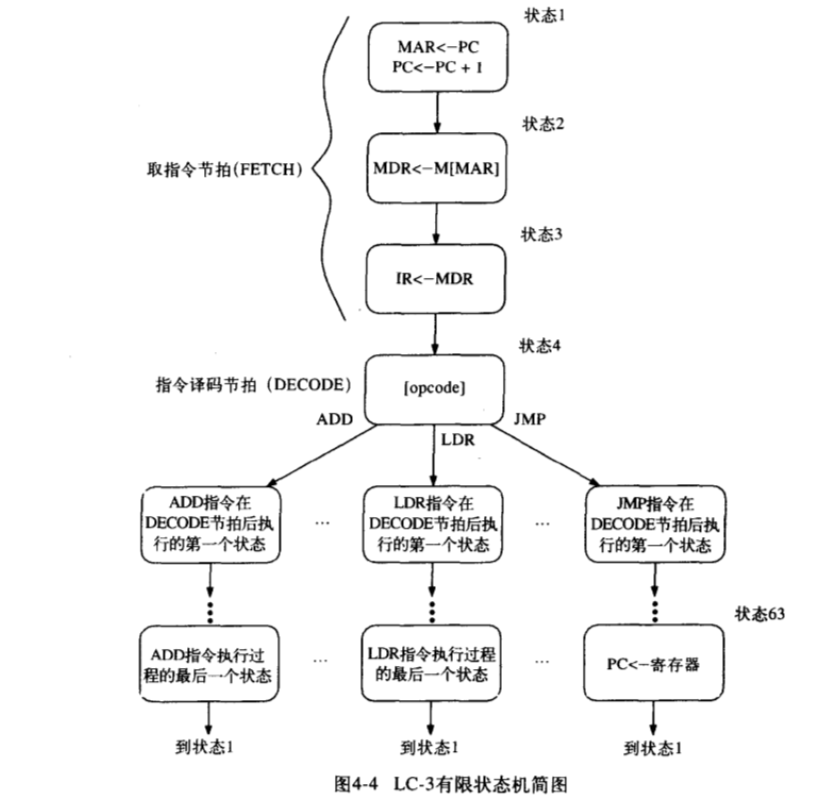 状态1
MAR<-PC
PC<-PC + 1
状态2
取指令节拍(FETCH)
MDR<-M[MAR]
状态3
IR<-MDR
状态4
指令译码节拍（DECODE）
[opcode]
ADD
LDR
JMP
ADD指令在
DECODE节拍后执
行的第一个状态
...
LDR指令在
DECODE节拍后执
行的第一个状态
...
JMP指令在
DECODE节拍后执
行的第一个状态
状态63
ADD指令执行过
程的最后一个状态
...
LDR指令执行过程
的最后一个状态
...
PC<-寄存器
到状态1
到状态1
到状态1
图4-4 LC-3有限状态机简图